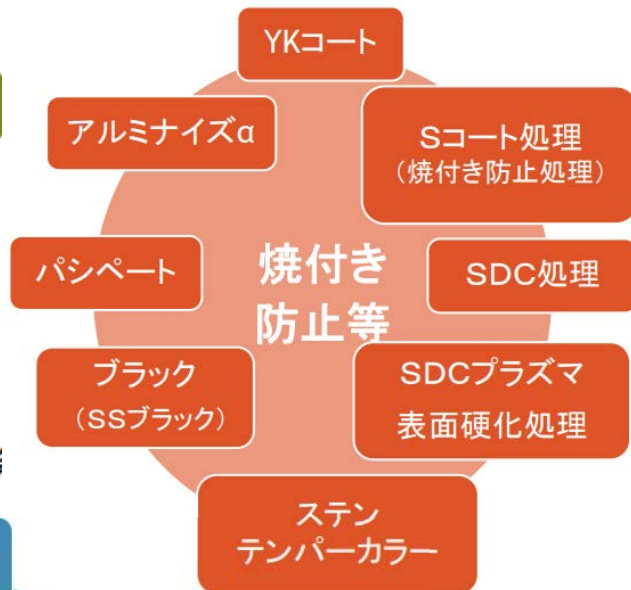 YKコート
アルミナイズα
Sコート処理
(焼付き防止処理)
パシペート
焼付き
防止等
SDC処理
ブラック
(SSブラック)
SDCプラズマ
表面硬化処理
ステン
テンパーカラー